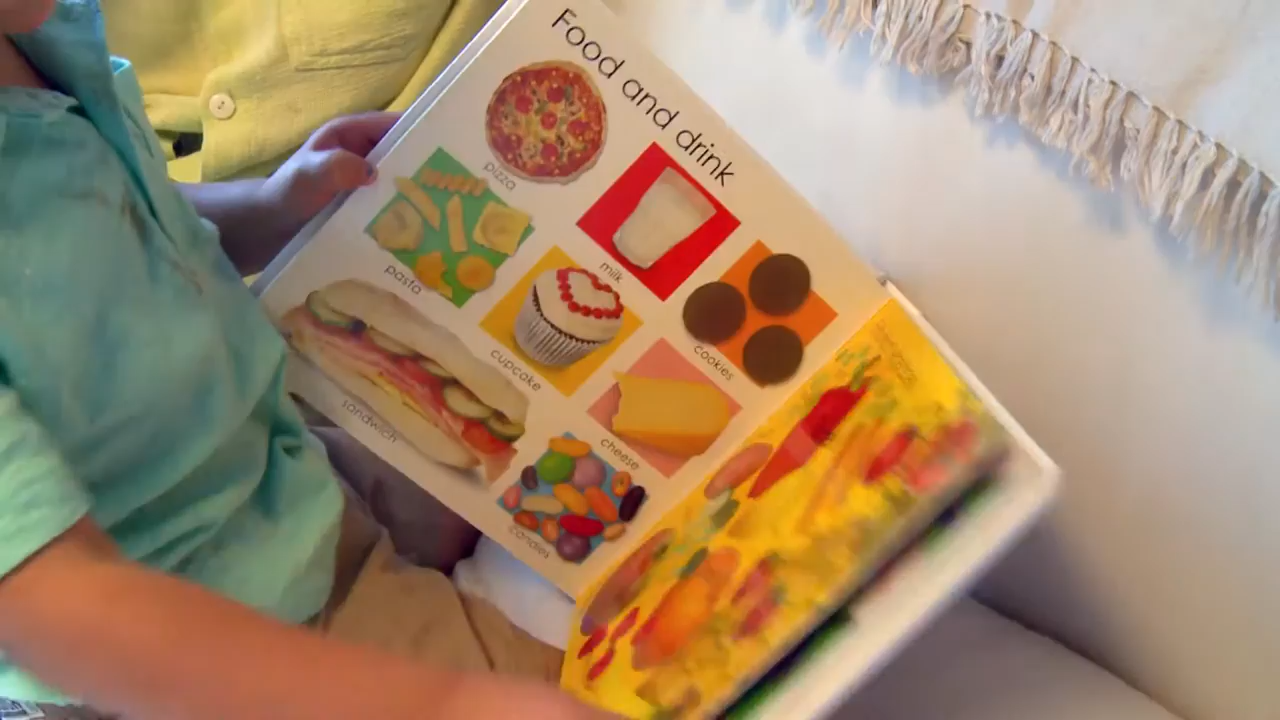 Food and drink
pizza
milk
pasta
cupcake
cookies
sandwich
cheese
candies